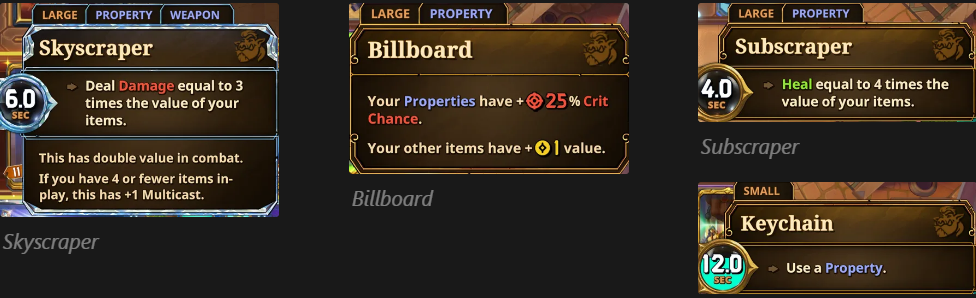 LARGE PROPERTY WEAPON
Skyscraper
6.0
SEC
Deal Damage equal to 3
times the value of your
items.
This has double value in combat.
If you have 4 or fewer items in-
play, this has +1 Multicast.
Skyscraper
LARGE PROPERTY
Billboard
Your Properties have + 25% Crit
Chance.
Your other items have + 1 value.
Billboard
LARGE PROPERTY
Subscraper
4.0
SEC
Heal equal to 4 times the
value of your items.
Subscraper
SMALL
Keychain
12.0
SEC
Use a Property.